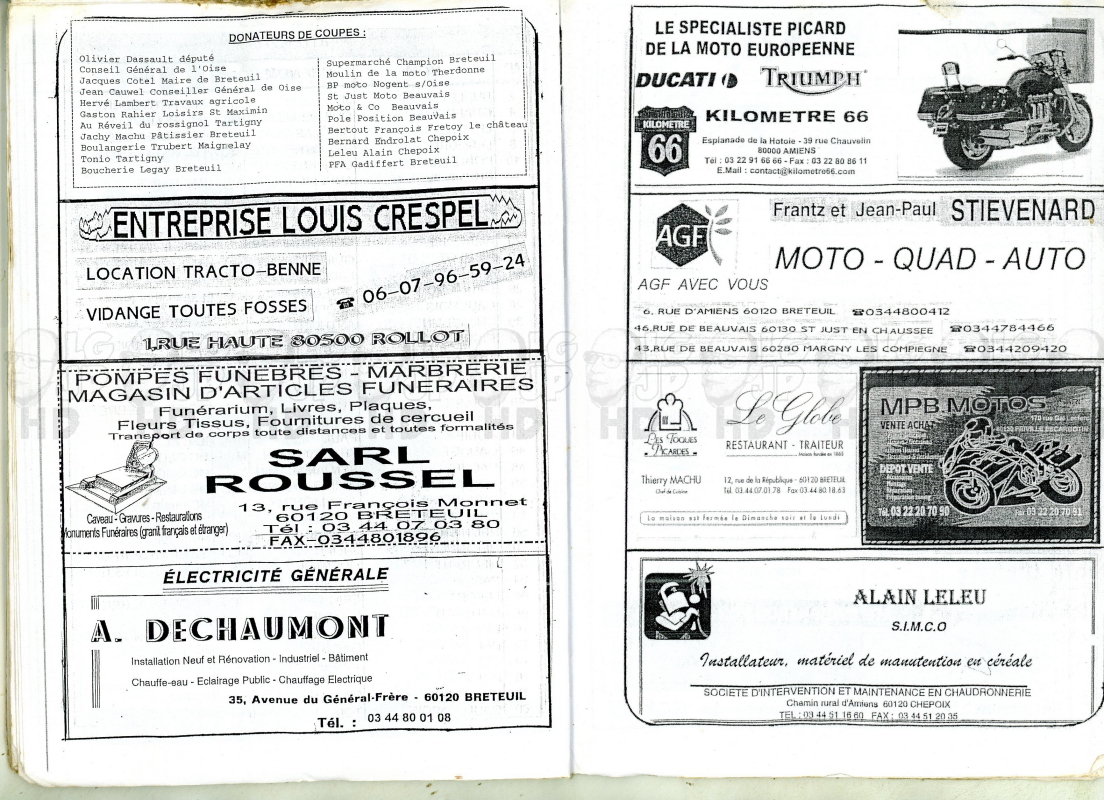 DONATEURS DE COUPES :
Olivier Dassault député
Conseil Général de l'Oise
Jacques Cotel Maire de Breteuil
Jean Cauwel Conseiller Général de Oise
Hervé Lambert Travaux agricole
Gaston Rahier Loisirs St Maximin
Au Réveil du rossignol Tartigny
Jachy Machu Pâtissier Breteuil
Boulangerie Trubert Maignelay
Tonio Tartigny
Boucherie Legay Breteuil
Supermarché Champion Breteuil
Moulin de la moto Therdonne
BP moto Nogent s/Oise
St Just Moto Beauvais
Moto & Co Beauvais
Pole Position Beauvais
Bertout François Fretoy le château
Bernard Endrolat Chepoix
Leleu Alain Chepoix
PFA Gadiffert Breteuil
ENTREPRISE LOUIS CRESPEL
LOCATION TRACTO-BENNE
VIDANGE TOUTES FOSSES
☎ 06-07-96-59-24
1,RUE HAUTE 80500 ROLLOT
POMPES FUNEBRES - MARBRERIE
MAGASIN D'ARTICLES FUNERAIRES
Funérarium, Livres, Plaques,
Fleurs Tissus, Fournitures de cercueil
Transport de corps toute distances et toutes formalités
SARL
ROUSSEL
13, rue François Monnet
60120 BRETEUIL
Tél : 03 44 07 03 80
FAX-0344801896
Caveau - Gravures - Restaurations
Monuments Funéraires (granit français et étranger)
ÉLECTRICITÉ GÉNÉRALE
A. DECHAUMONT
Installation Neuf et Rénovation - Industriel - Bâtiment
Chauffe-eau - Eclairage Public - Chauffage Electrique
35, Avenue du Général-Frère - 60120 BRETEUIL
Tél. : 03 44 80 01 08
LE SPECIALISTE PICARD
DE LA MOTO EUROPEENNE
DUCATI TRIUMPH
KILOMETRE 66
KILOMETRE
66
Esplanade de la Hotoie - 39 rue Chauvelin
80000 AMIENS
Tél : 03 22 91 66 66 - Fax : 03 22 80 86 11
E.Mail : contact@kilometre66.com
AGF
Frantz et Jean-Paul STIEVENARD
MOTO - QUAD - AUTO
AGF AVEC VOUS
6. RUE D'AMIENS 60120 BRETEUIL ☎0344800412
46.RUE DE BEAUVAIS 60130 ST JUST EN CHAUSSEE ☎0344784466
43.RUE DE BEAUVAIS 60280 MARGNY LES COMPIEGNE ☎0344209420
Les Toques
Picardes
Le Globe
RESTAURANT - TRAITEUR
Maison fondée en 1860
Thierry MACHU
Chef de Cuisine
12, rue de la République - 60120 BRETEUIL
Tél. 03.44.07.01.78 Fax 03.44.80.18.63
La maison est fermée le Dimanche soir et le Lundi
MPB MOTOS
VENTE ACHAT
DEPOT VENTE
Tél. 03 22 20 70 90
Fax 03 22 20 70 91
ALAIN LELEU
S.I.M.C.O
Installateur, matériel de manutention en céréale
SOCIETE D'INTERVENTION ET MAINTENANCE EN CHAUDRONNERIE
Chemin rural d'Amiens 60120 CHEPOIX
TEL : 03 44 51 16 60 FAX : 03 44 51 20 35